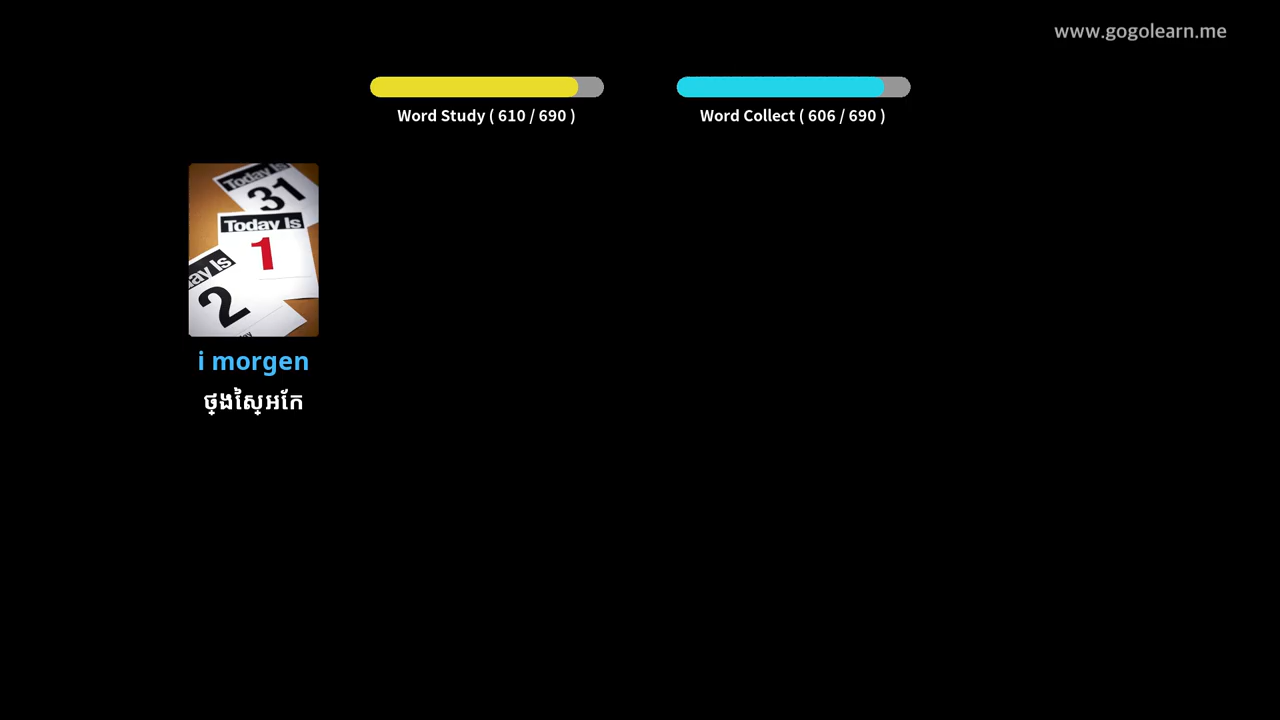 www.gogolearn.me
Word Study ( 610 / 690 )
Word Collect ( 606 / 690 )
Today Is
31
Today Is
1
ay Is
2
i morgen
ថ្ងៃស្អែក